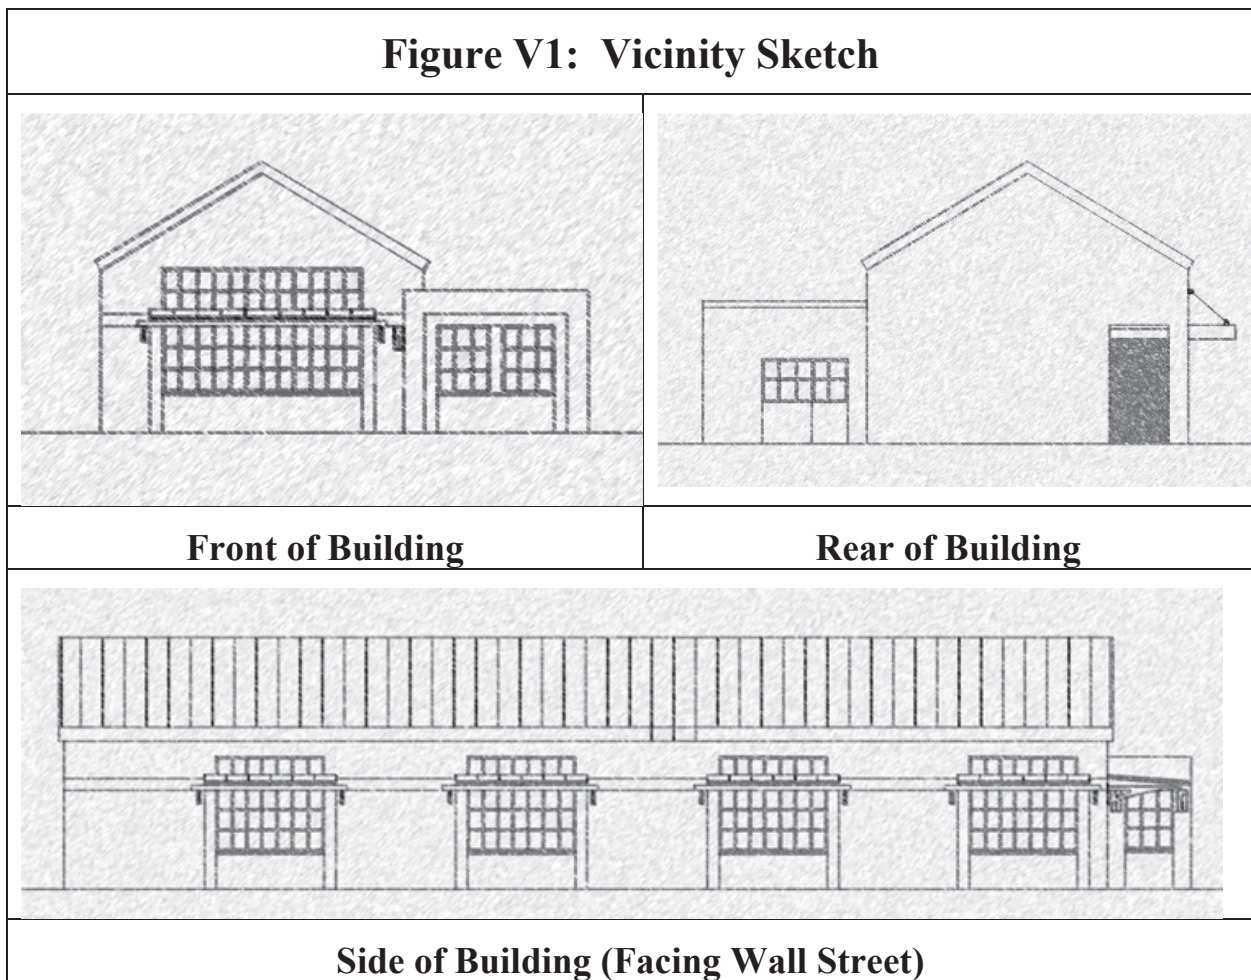 Figure V1: Vicinity Sketch
Front of Building
Rear of Building
Side of Building (Facing Wall Street)